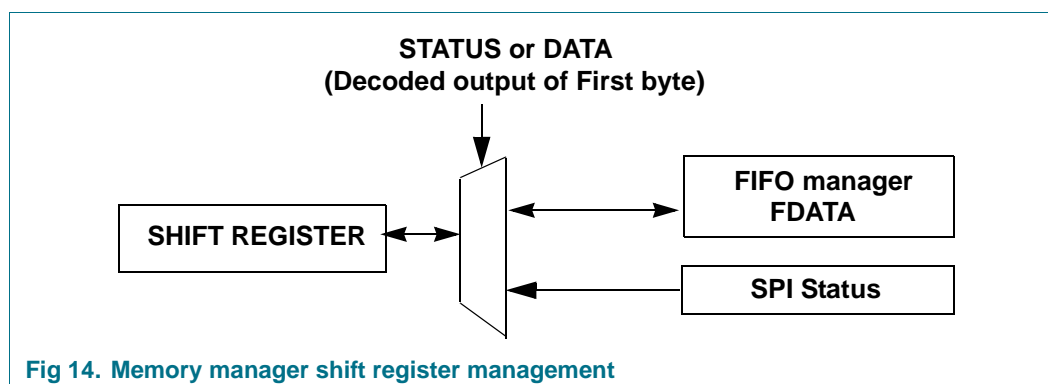 STATUS or DATA
(Decoded output of First byte)
SHIFT REGISTER
FIFO manager
FDATA
SPI Status
Fig 14. Memory manager shift register management